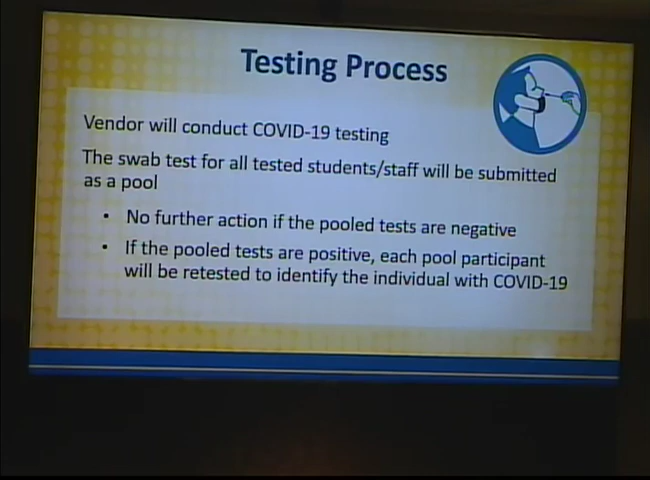 Testing Process
Vendor will conduct COVID-19 testing
The swab test for all tested students/staff will be submitted
as a pool
• No further action if the pooled tests are negative
• If the pooled tests are positive, each pool participant
will be retested to identify the individual with COVID-19